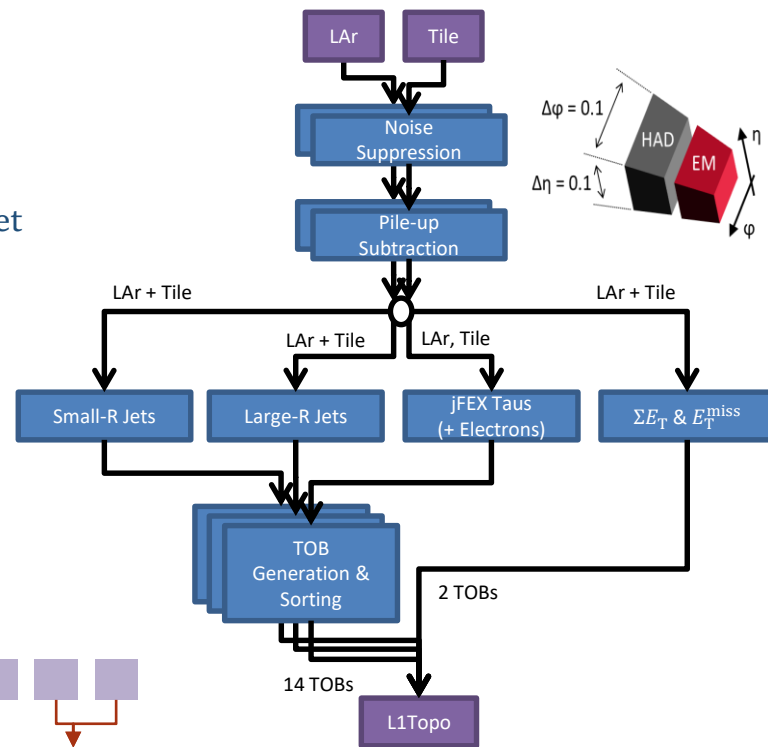 LAr
Tile
Noise
Suppression
Δφ = 0.1
HAD
EM
η
Δη = 0.1
φ
et
Pile-up
Subtraction
LAr + Tile
LAr + Tile
LAr + Tile
LAr, Tile
Small-R Jets
Large-R Jets
jFEX Taus
(+ Electrons)
ΣE_T & E_T^miss
TOB
Generation &
Sorting
2 TOBs
14 TOBs
L1Topo